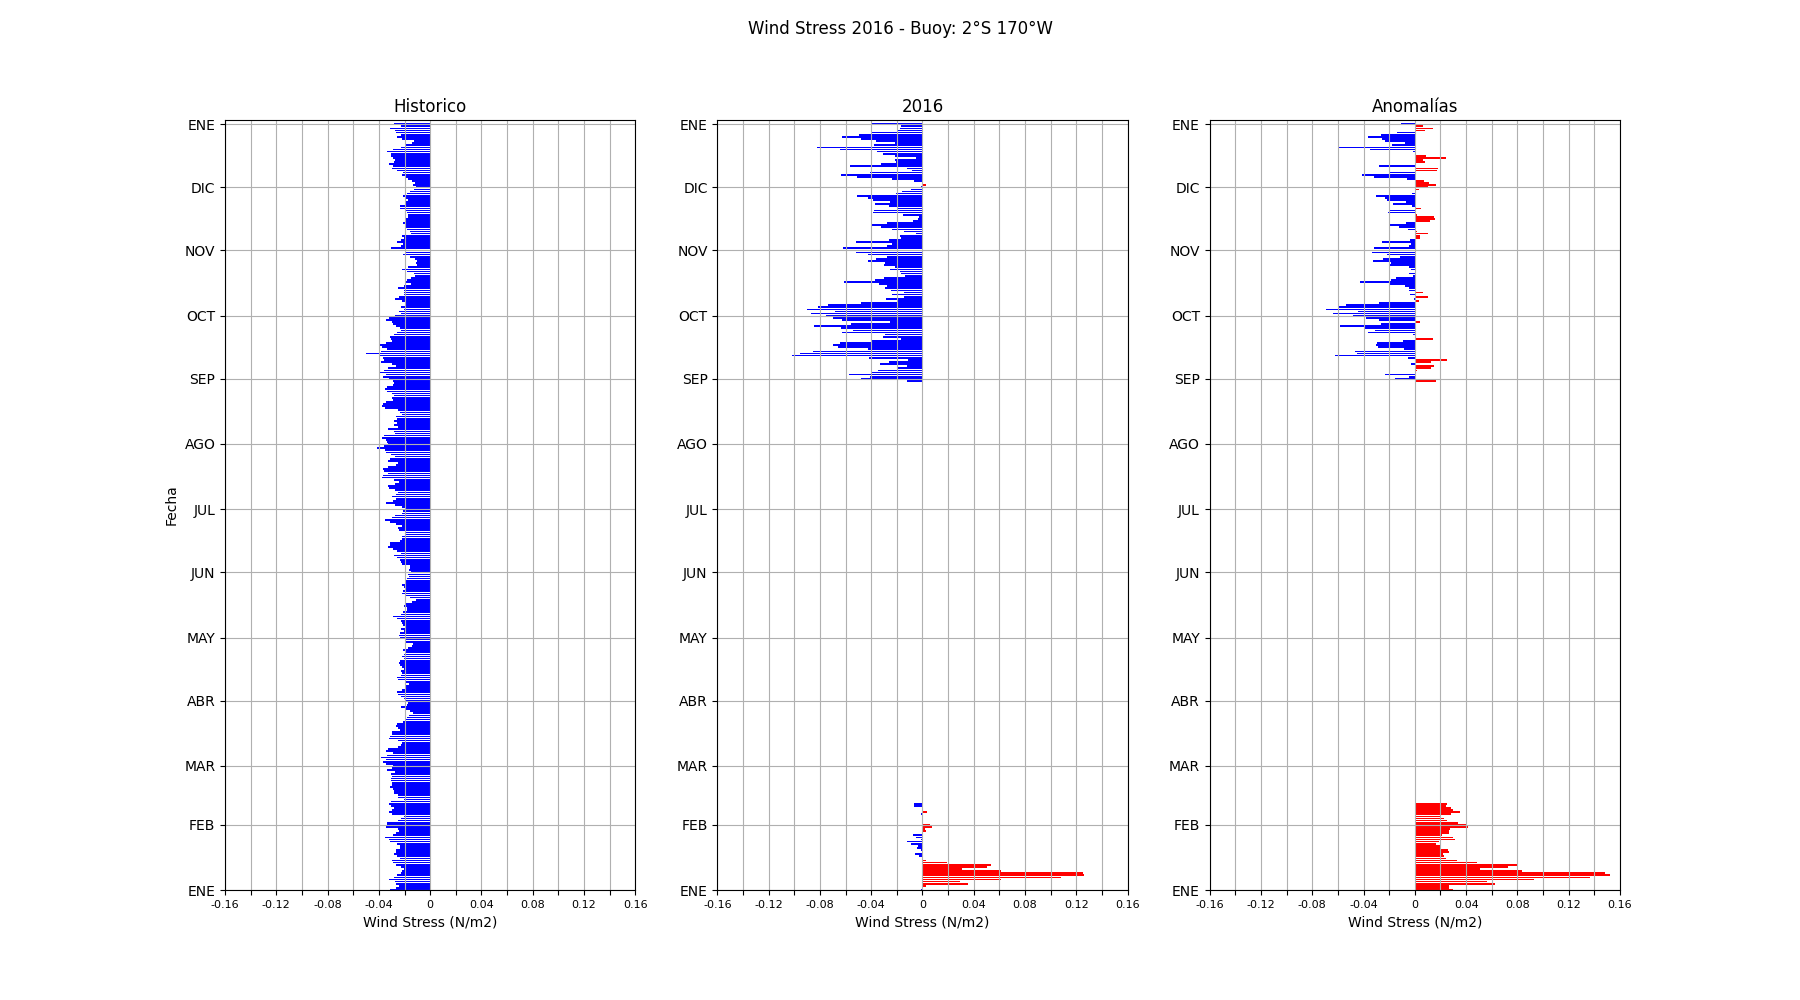 Wind Stress 2016 - Buoy: 2°S 170°W
Historico
2016
Anomalías
Fecha
ENE
DIC
NOV
OCT
SEP
AGO
JUL
JUN
MAY
ABR
MAR
FEB
ENE
-0.16 -0.12 -0.08 -0.04 0 0.04 0.08 0.12 0.16
Wind Stress (N/m2)
ENE
DIC
NOV
OCT
SEP
AGO
JUL
JUN
MAY
ABR
MAR
FEB
ENE
-0.16 -0.12 -0.08 -0.04 0 0.04 0.08 0.12 0.16
Wind Stress (N/m2)
ENE
DIC
NOV
OCT
SEP
AGO
JUL
JUN
MAY
ABR
MAR
FEB
ENE
-0.16 -0.12 -0.08 -0.04 0 0.04 0.08 0.12 0.16
Wind Stress (N/m2)